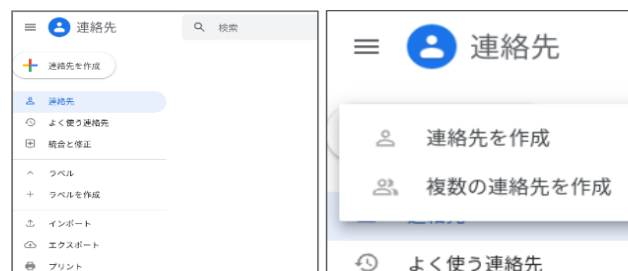 連絡先
検索
連絡先を作成
連絡先
よく使う連絡先
統合と修正
ラベル
ラベルを作成
インポート
エクスポート
プリント
連絡先
連絡先を作成
複数の連絡先を作成
連絡先
よく使う連絡先